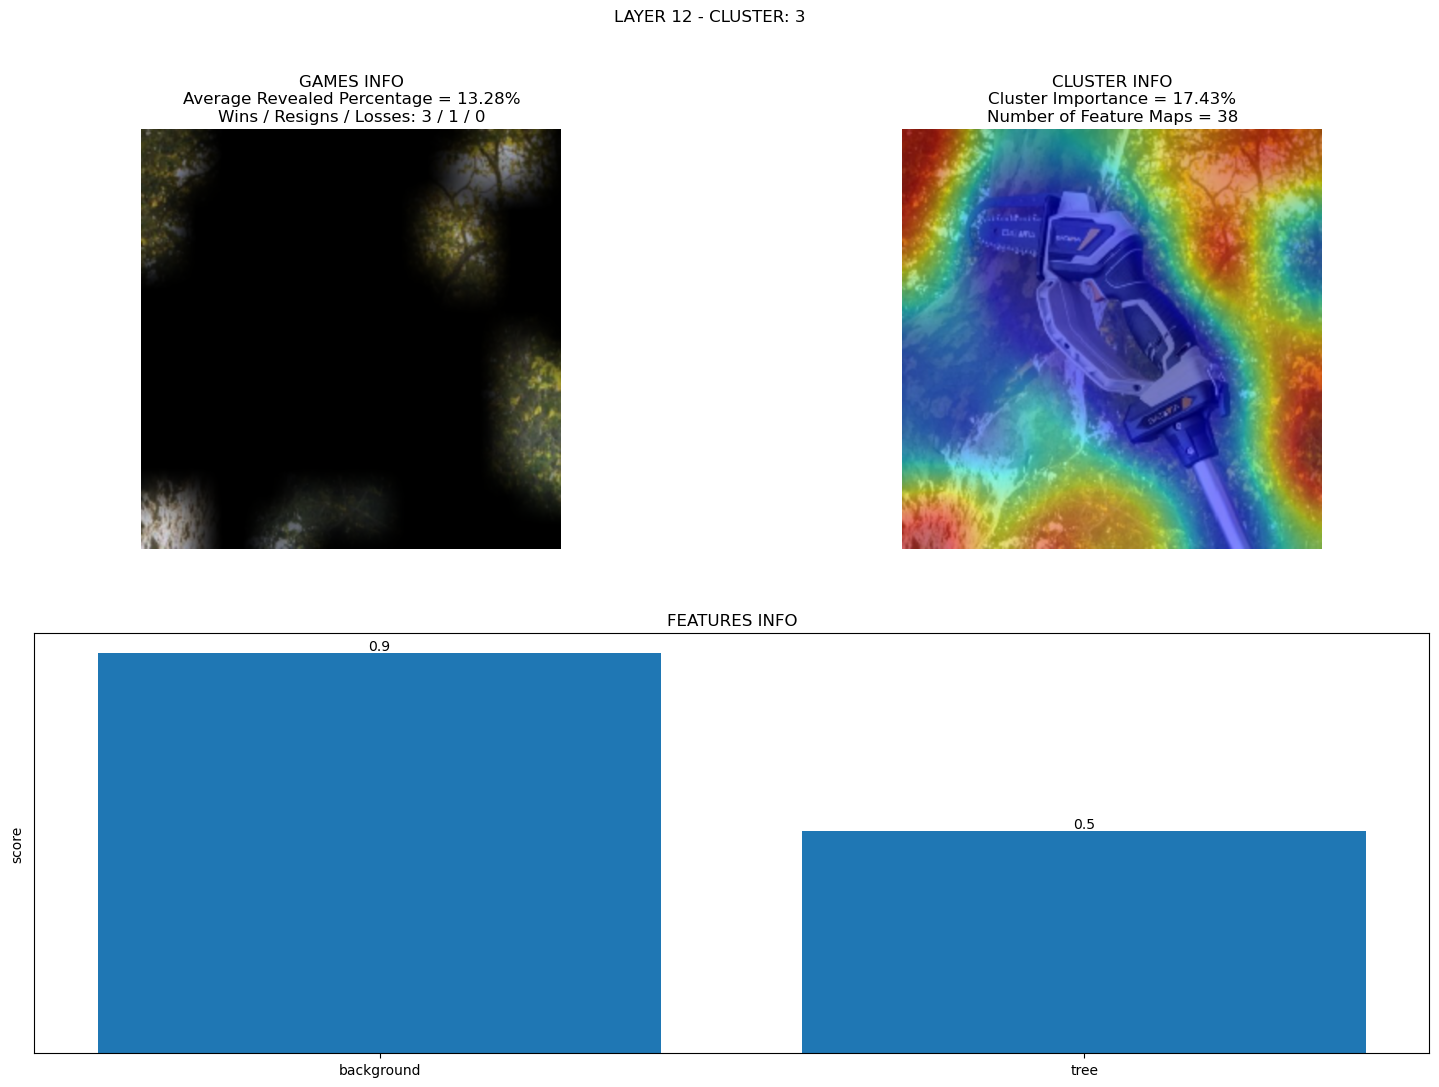 LAYER 12 - CLUSTER: 3
GAMES INFO
Average Revealed Percentage = 13.28%
Wins / Resigns / Losses: 3 / 1 / 0
CLUSTER INFO
Cluster Importance = 17.43%
Number of Feature Maps = 38
FEATURES INFO
0.9
0.5
score
background
tree